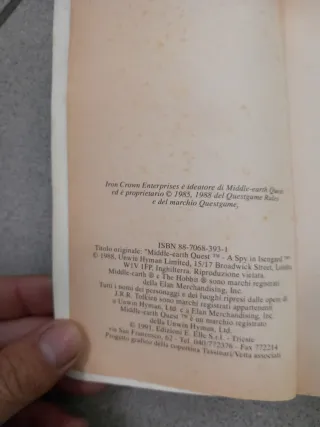 Iron Crown Enterprises è ideatore di Middle-earth Quest
ed è proprietario © 1985, 1988 del Questgame Rules
e del marchio Questgame,
ISBN 88-7068-393-1
Titolo originale: "Middle-earth Quest ™ - A Spy in Isengard ™
© 1988, Unwin Hyman Limited, 15/17 Broadwick Street, Londra
W1V 1FP, Inghilterra. Riproduzione vietata.
Middle-earth ® e The Hobbit ® sono marchi registrati
della Elan Merchandising, Inc.
Tutti i nomi dei personaggi e dei luoghi ripresi dalle opere di
J.R.R. Tolkien sono marchi registrati appartenenti
a Unwin Hyman, Ltd. e a Elan Merchandising, Inc.
Middle-earth Quest ™ è un marchio registrato
della Unwin Hyman, Ltd.
© 1991, Edizioni E. Elle S.r.l. - Trieste
via San Francesco, 62 - Tel. 040/772376 - Fax 772214
Progetto grafico della copertina Tassinari/Vetta associati